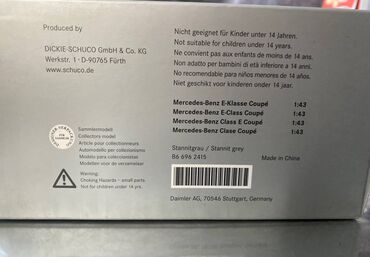 Produced by
DICKIE-SCHUCO GmbH & Co. KG
Werkstr. 1 · D-90765 Fürth
www.schuco.de
Nicht geeignet für Kinder unter 14 Jahren.
Not suitable for children under 14 years.
Ne convient pas aux enfants de moins de 14 ans.
Non adatto per bambini di età inferiore a 14 anni.
No recomendable para niños menores de 14 años.
Niet geschikt voor kinderen onder 14 jaar.
Mercedes-Benz E-Klasse Coupé 1:43
Mercedes-Benz E-Class Coupé 1:43
Mercedes-Benz Class E Coupé 1:43
Mercedes-Benz Clase E Coupé 1:43
Sammlermodell
Collectors model
Article pour collectionneurs
Automodello per collezionisti
Modelo para coleccionistas
Modellen voor de verzamelaar
Stannitgrau / Stannit grey
B6 696 2415
Made in China
Warning:
Choking Hazards - small parts.
Not for children under 14 yrs.
Daimler AG, 70546 Stuttgart, Germany